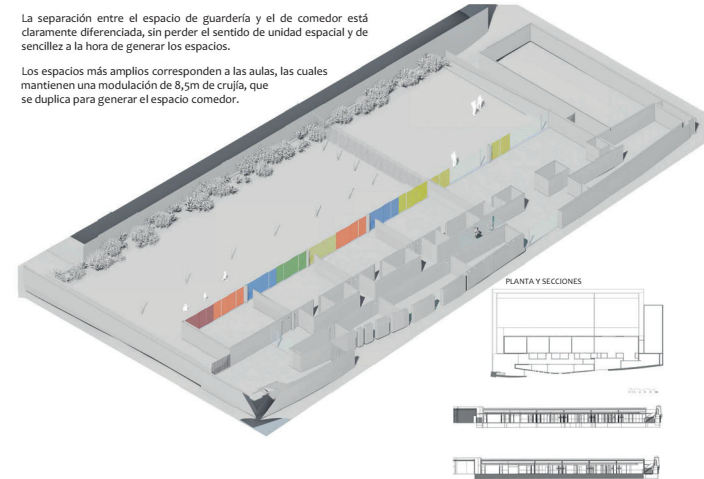 La separación entre el espacio de guardería y el de comedor está
claramente diferenciada, sin perder el sentido de unidad espacial y de
sencillez a la hora de generar los espacios.
Los espacios más amplios corresponden a las aulas, las cuales
mantienen una modulación de 8,5m de crujía, que
se duplica para generar el espacio comedor.
PLANTA Y SECCIONES